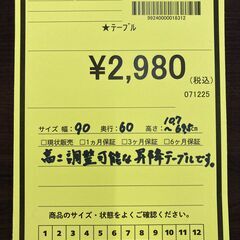 99240000018312
★テーブル
¥2,980
(税込)
071225
サイズ 幅: 90 奥行: 60 高さ: 107〜69.5cm
□現状販売 □1ヵ月保証 □3ヶ月保証 □6ヶ月保証
高さ調整可能な昇降テーブルです。
商品のサイズ・状態をよくご確認ください。
1 2 3 4 5 6 7 8 9 10 11 12